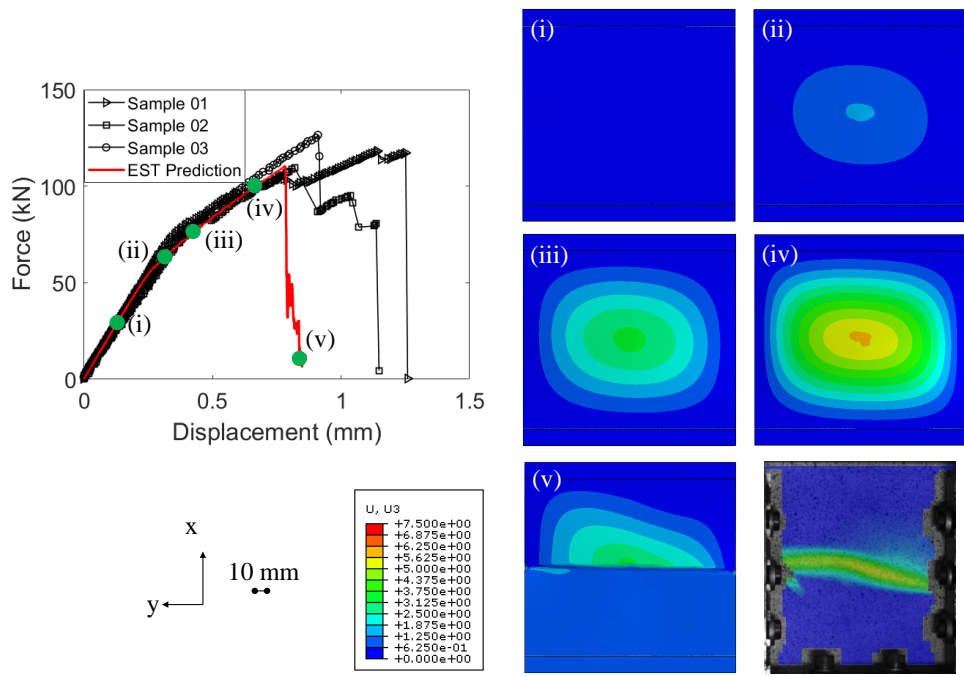 (i)
(ii)
150
100
50
0
Force (kN)
Sample 01
Sample 02
Sample 03
EST Prediction
(iv)
(ii)
(iii)
(i)
(v)
0
0.5
1
1.5
Displacement (mm)
(iii)
(iv)
(v)
x
y
10 mm
U, U3
+7.500e+00
+6.875e+00
+6.250e+00
+5.625e+00
+5.000e+00
+4.375e+00
+3.750e+00
+3.125e+00
+2.500e+00
+1.875e+00
+1.250e+00
+6.250e-01
+0.000e+00